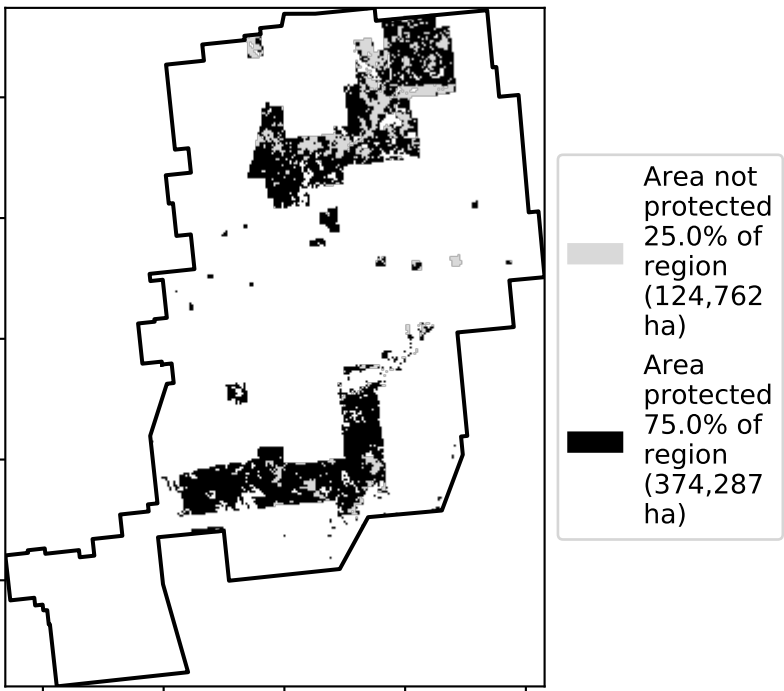 Area not
protected
25.0% of
region
(124,762
ha)
Area
protected
75.0% of
region
(374,287
ha)